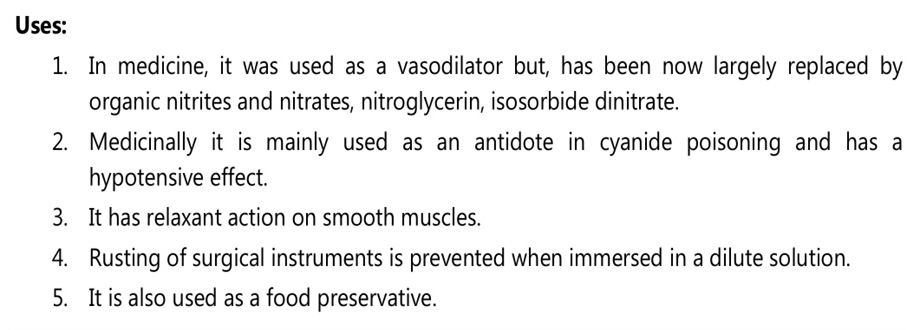 Uses:
1. In medicine, it was used as a vasodilator but, has been now largely replaced by
organic nitrites and nitrates, nitroglycerin, isosorbide dinitrate.
2. Medicinally it is mainly used as an antidote in cyanide poisoning and has a
hypotensive effect.
3. It has relaxant action on smooth muscles.
4. Rusting of surgical instruments is prevented when immersed in a dilute solution.
5. It is also used as a food preservative.